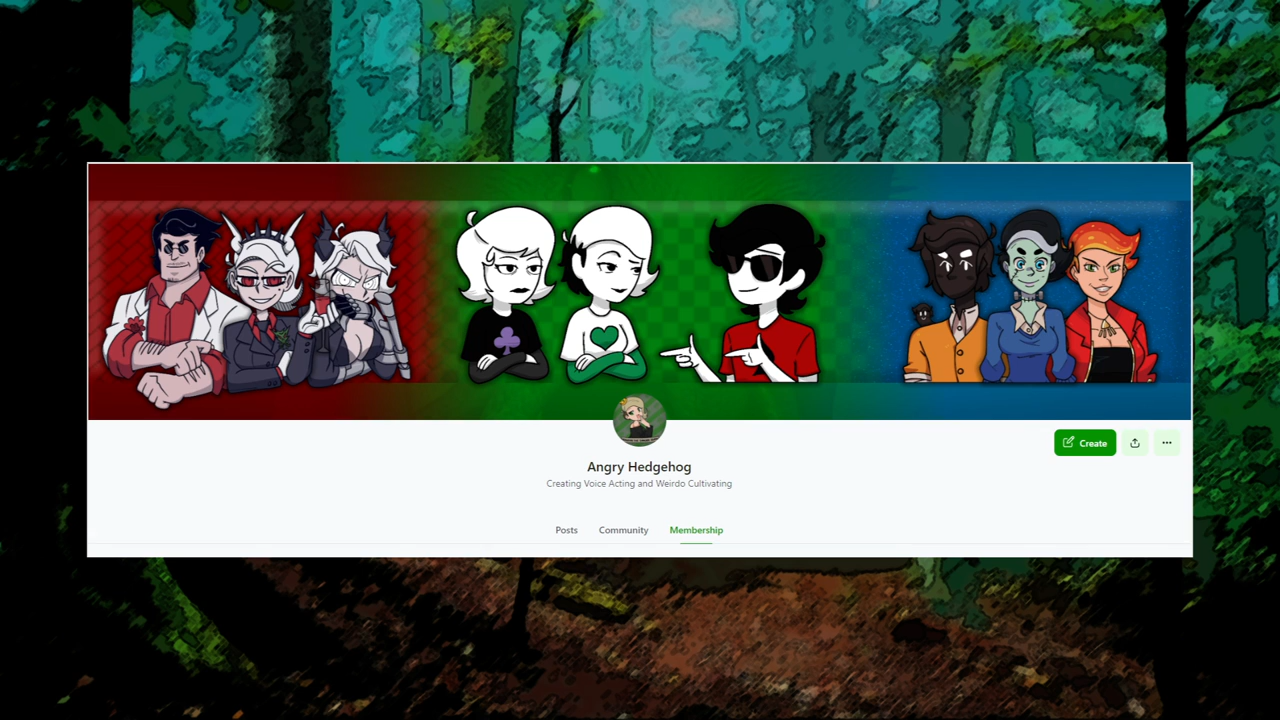 Angry Hedgehog
Creating Voice Acting and Weirdo Cultivating
Create
Posts Community Membership